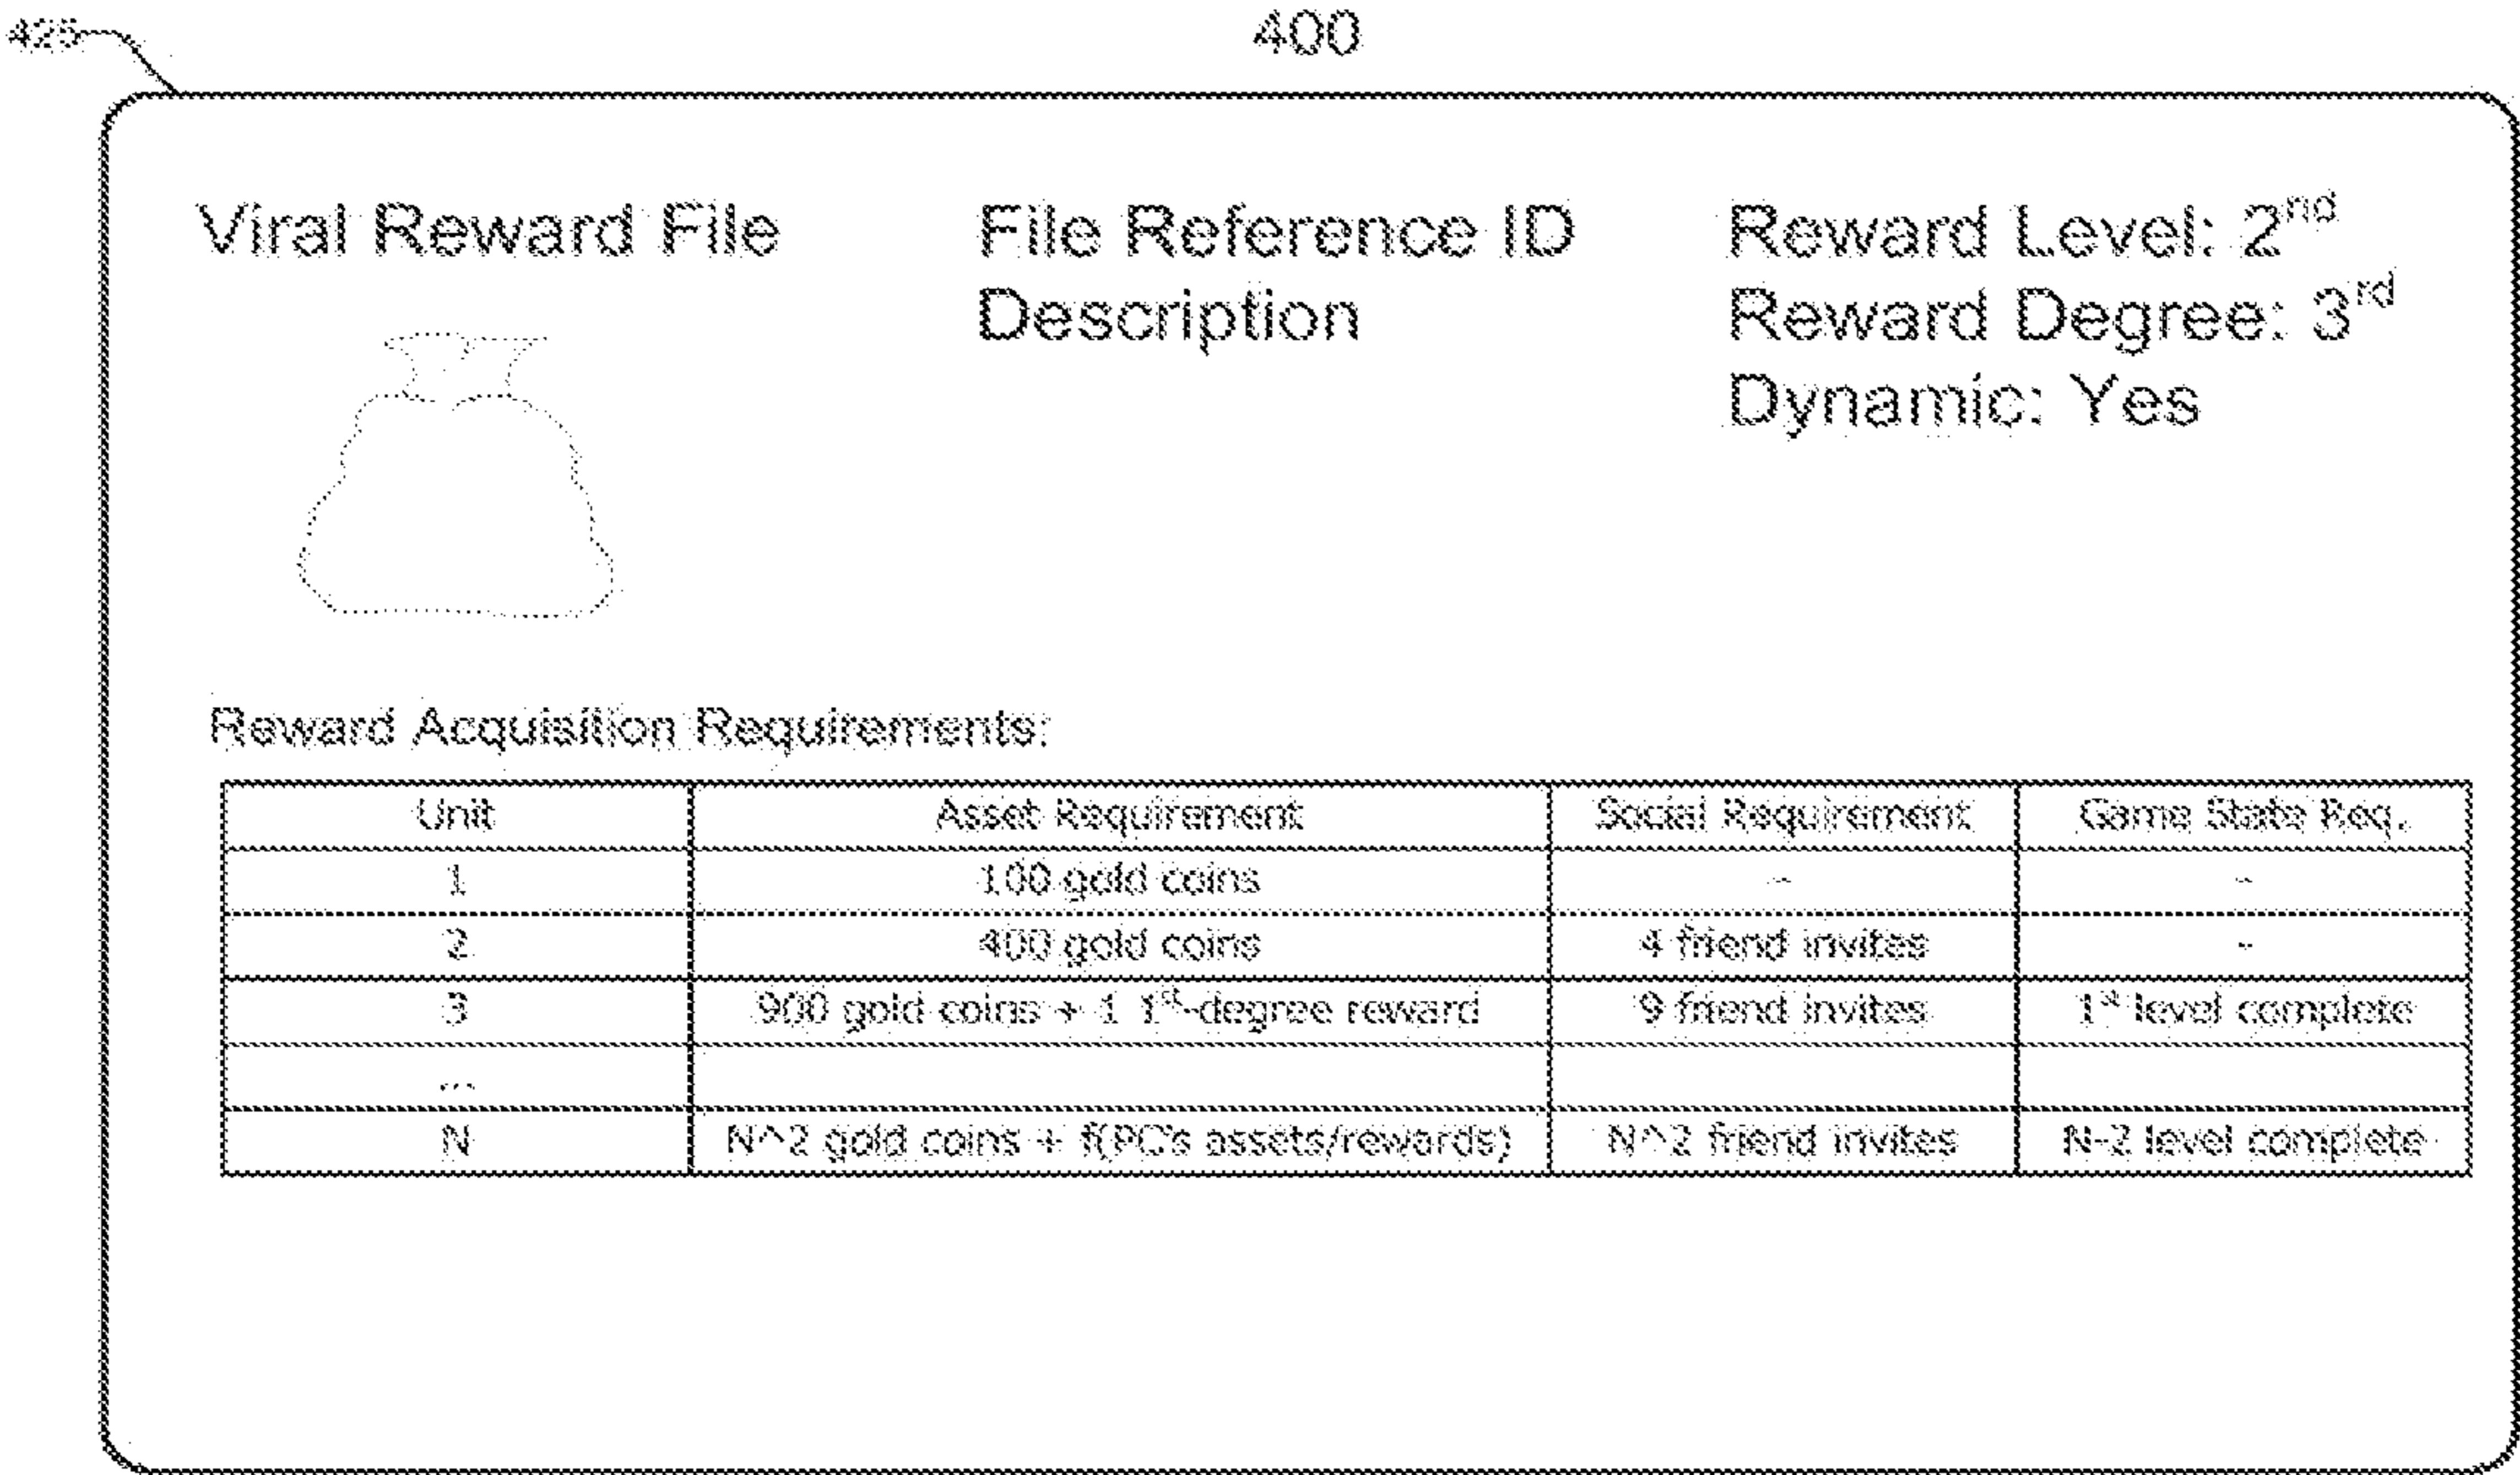 425
400
Viral Reward File
File Reference ID
Description
Reward Level: 2nd
Reward Degree: 3rd
Dynamic: Yes
Reward Acquisition Requirements:
Unit Asset Requirement Social Requirement Game State Req.
1 100 gold coins - -
2 400 gold coins 4 friend invites -
3 900 gold coins + 1 1st-degree reward 9 friend invites 1st level complete
...
N N^2 gold coins + f(PC's assets/rewards) N^2 friend invites N-2 level complete